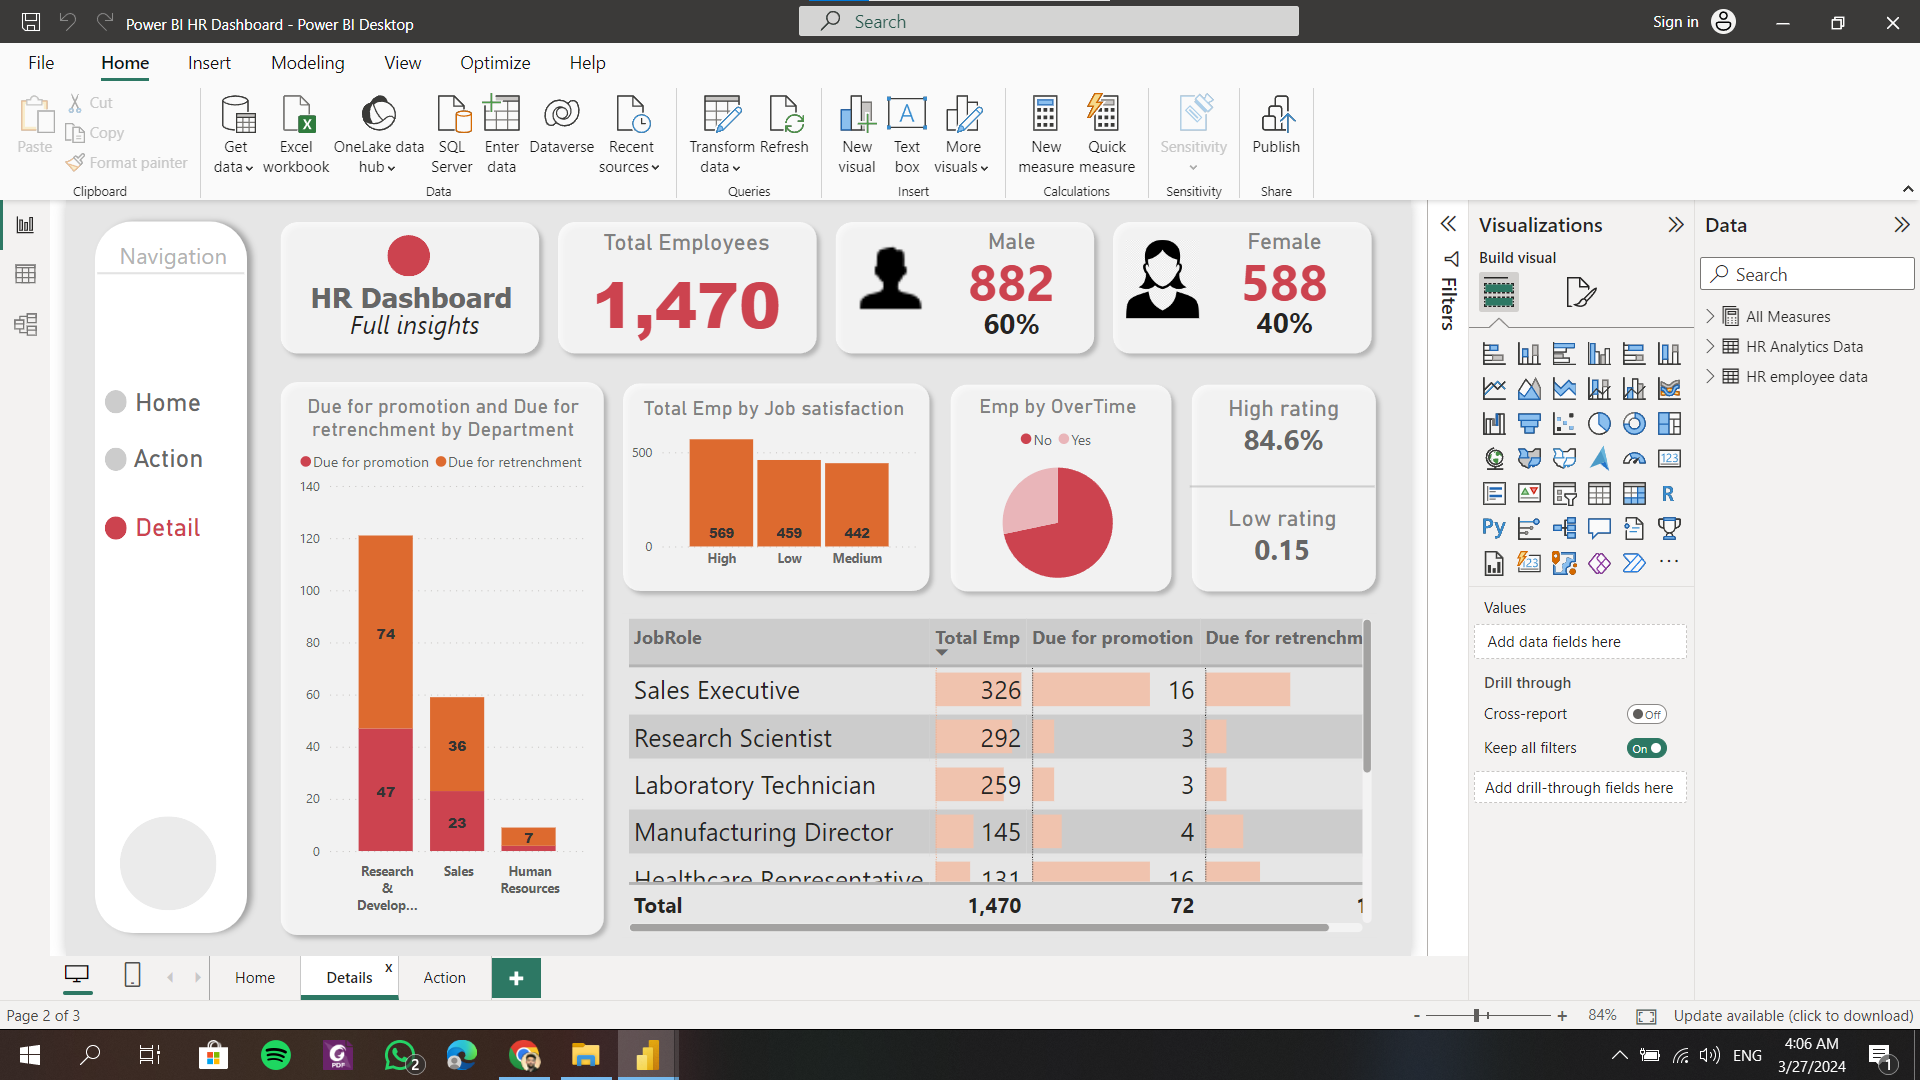 Power BI HR Dashboard - Power BI Desktop
Search
Sign in
File
Home
Insert
Modeling
View
Optimize
Help
Paste
Cut
Copy
Format painter
Clipboard
Get data
Excel workbook
OneLake data hub
SQL Server
Enter data
Dataverse
Recent sources
Data
Transform data
Refresh
Queries
New visual
Text box
More visuals
Insert
New measure
Quick measure
Calculations
Sensitivity
Sensitivity
Publish
Share
Navigation
Home
Action
Detail
HR Dashboard
Full insights
Total Employees
1,470
Male
882
60%
Female
588
40%
Due for promotion and Due for
retrenchment by Department
Due for promotion Due for retrenchment
140
120
100
80
60
40
20
0
74
47
36
23
7
Research
&
Develop...
Sales
Human
Resources
Total Emp by Job satisfaction
500
0
569
459
442
High
Low
Medium
Emp by OverTime
No Yes
High rating
84.6%
Low rating
0.15
JobRole Total Emp Due for promotion Due for retrenchm
Sales Executive 326 16
Research Scientist 292 3
Laboratory Technician 259 3
Manufacturing Director 145 4
Healthcare Representative 131 16
Total 1,470 72 1
Filters
Visualizations
Build visual
123
R
Py
123
Values
Add data fields here
Drill through
Cross-report
Off
Keep all filters
On
Add drill-through fields here
Data
Search
All Measures
HR Analytics Data
HR employee data
Home
Details
x
Action
+
Page 2 of 3
- + 84%
Update available (click to download)
PDF
2
ENG
4:06 AM
3/27/2024
1